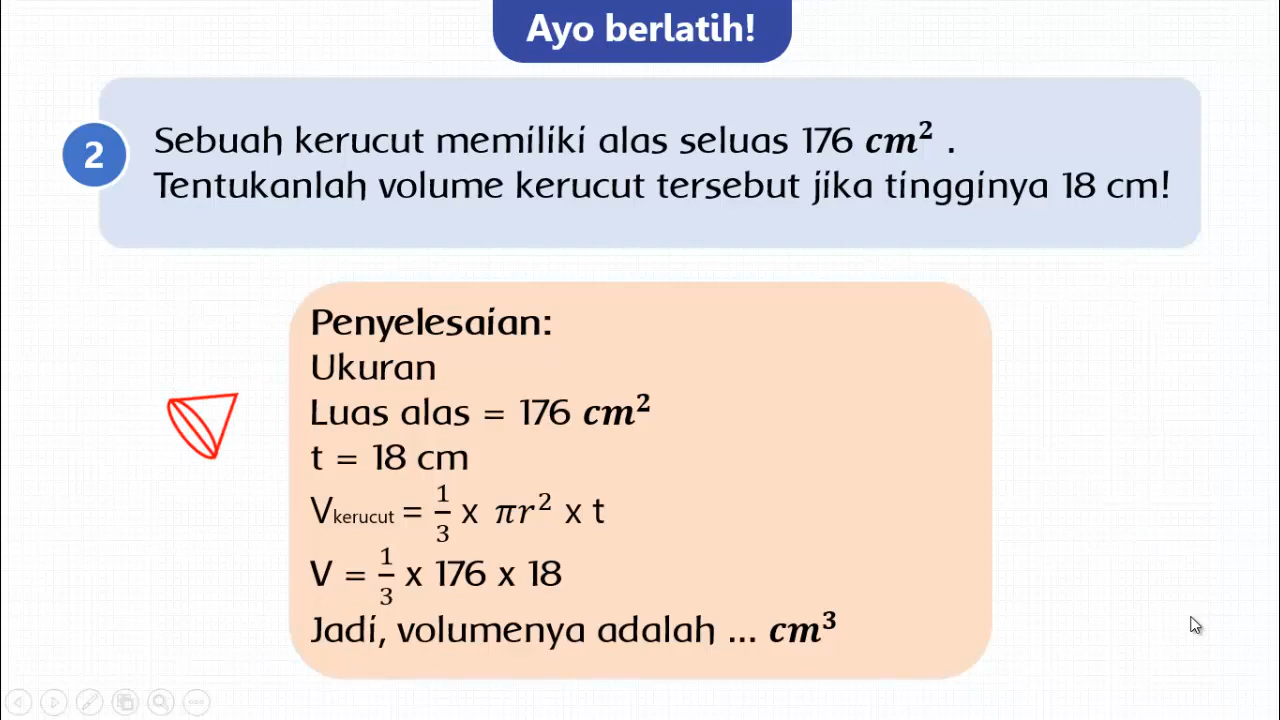 Ayo berlatih!
2
Sebuah kerucut memiliki alas seluas 176 cm² .
Tentukanlah volume kerucut tersebut jika tingginya 18 cm!
Penyelesaian:
Ukuran
Luas alas = 176 cm²
t = 18 cm
Vkerucut = 1/3 x πr² x t
V = 1/3 x 176 x 18
Jadi, volumenya adalah ... cm³